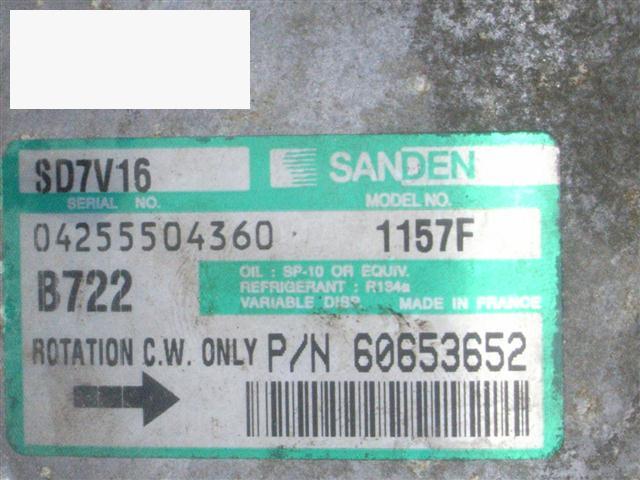 SD7V16
SANDEN
SERIAL NO.
MODEL NO.
04255504360
1157F
B722
OIL : SP-10 OR EQUIV.
REFRIGERANT : R134a
VARIABLE DISP.
MADE IN FRANCE
ROTATION C.W. ONLY
P/N 60653652